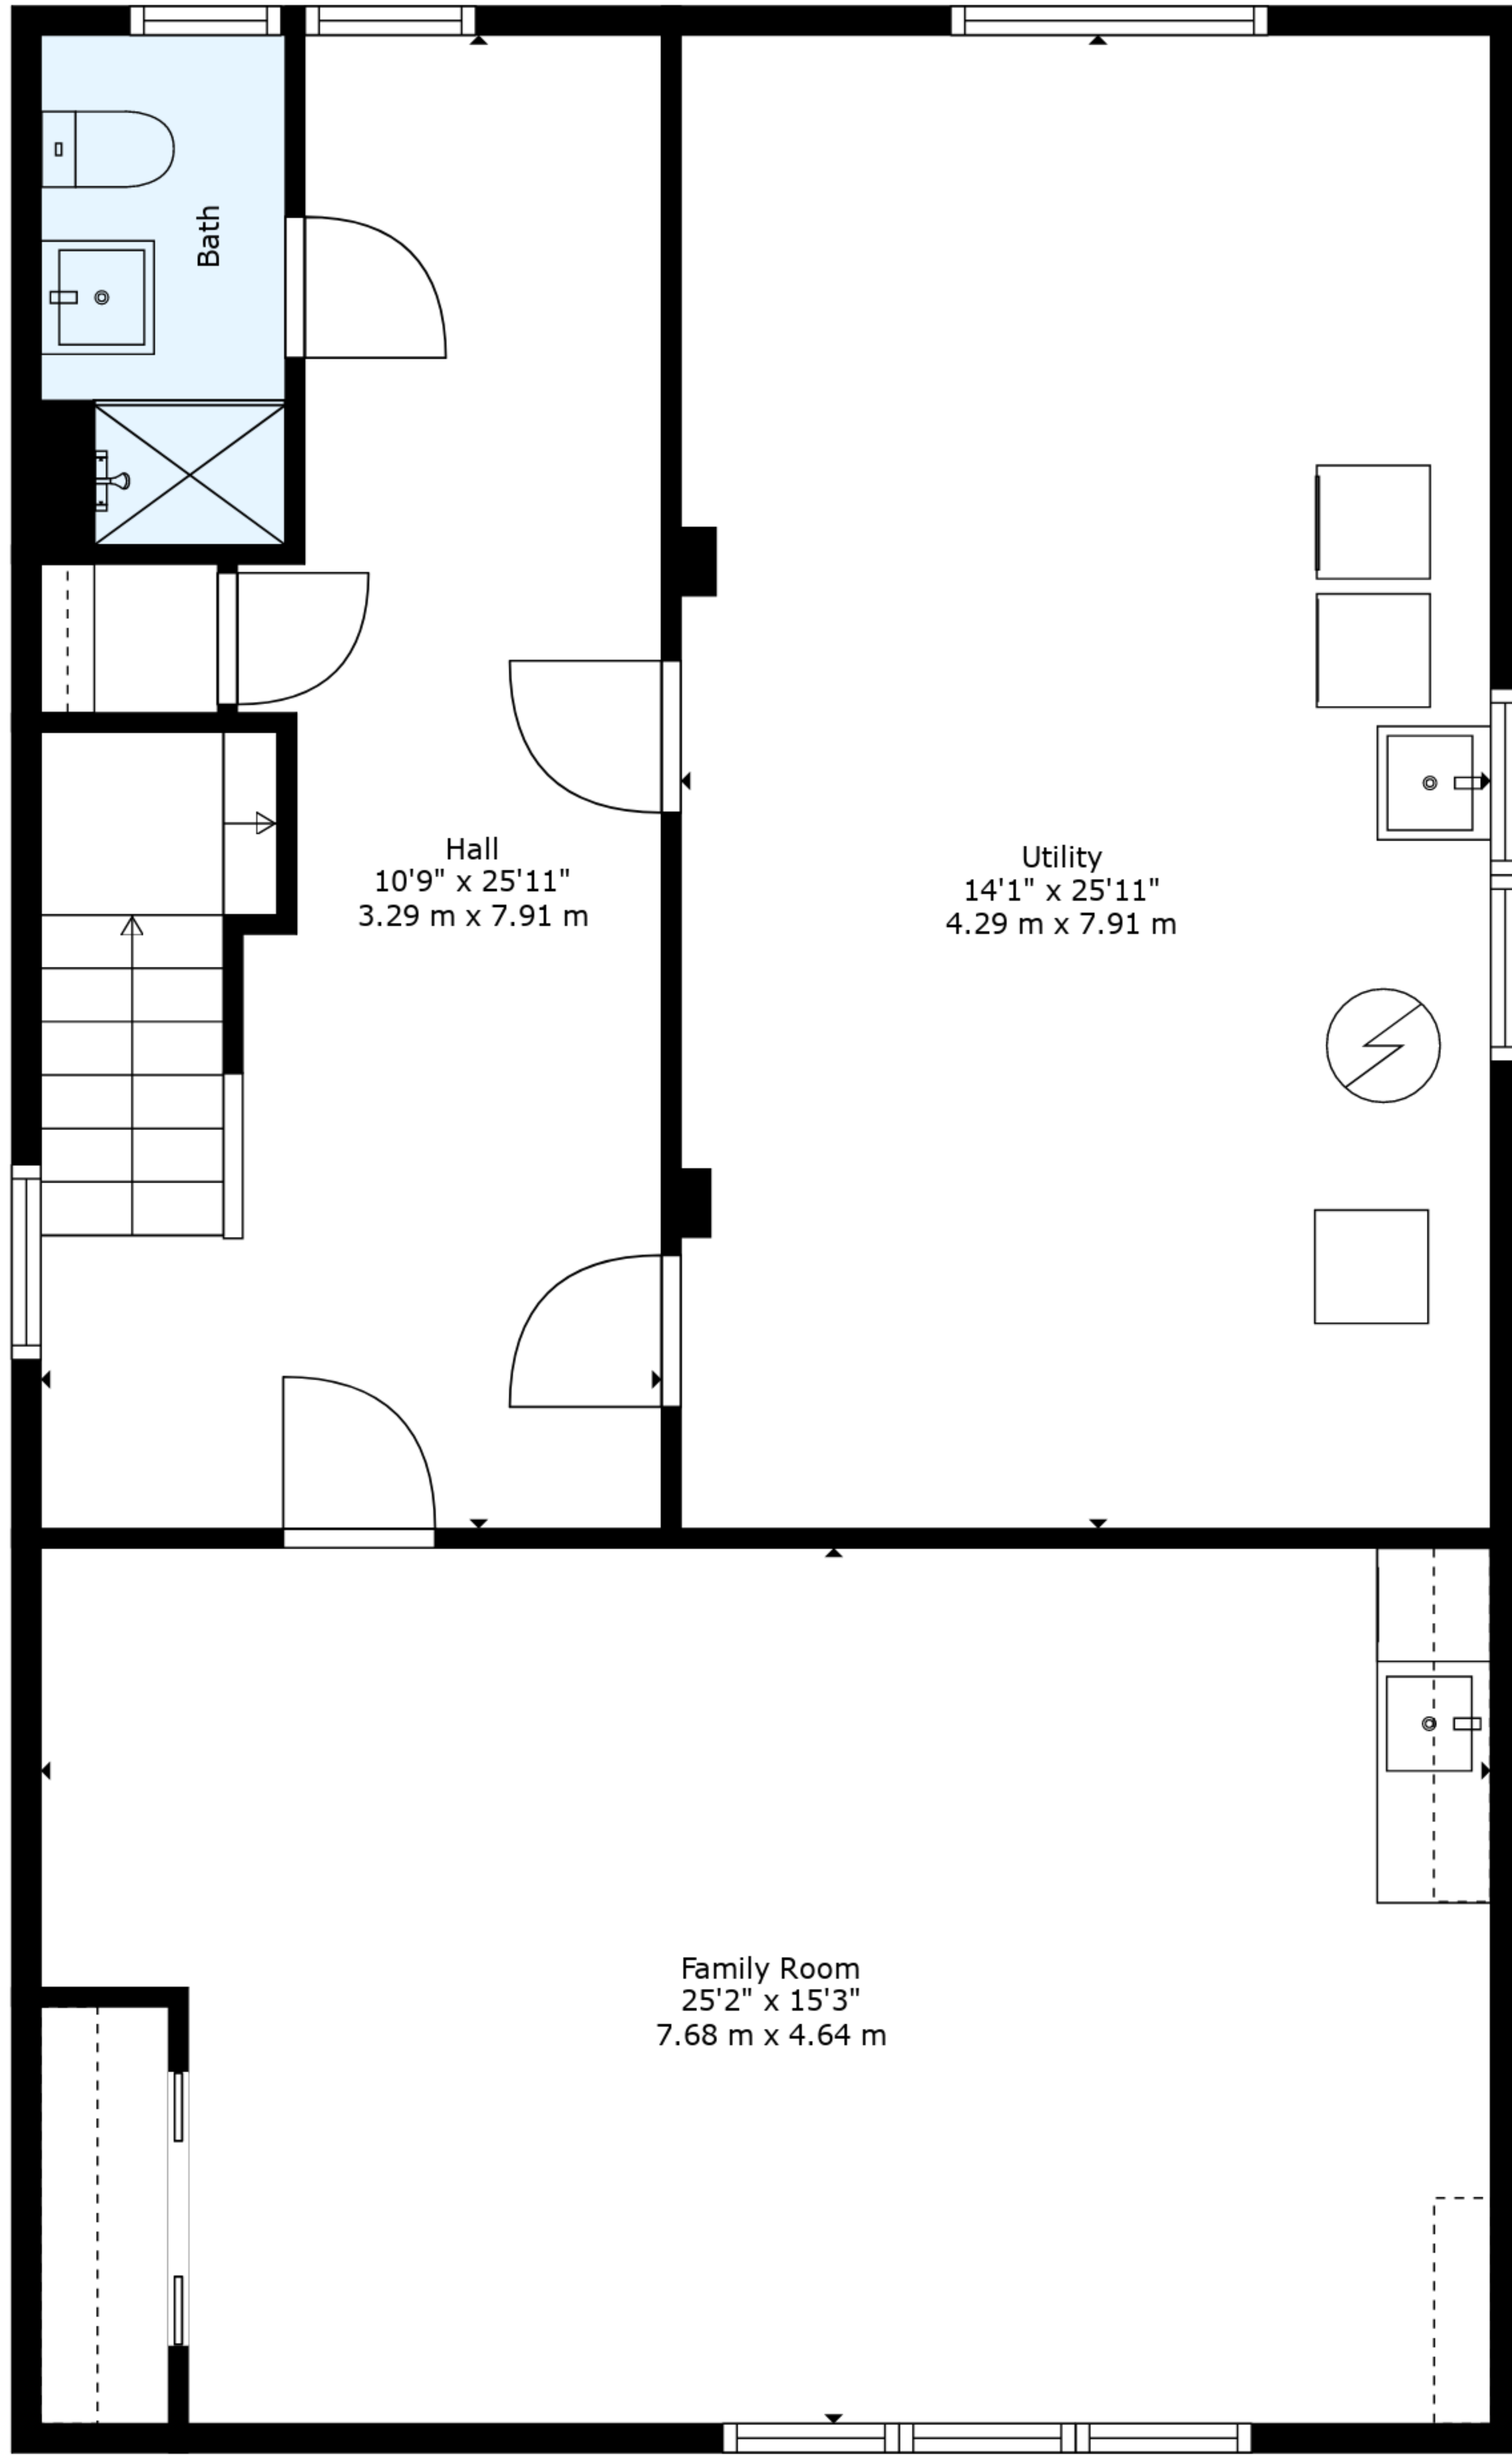 Bath
Hall
10'9" x 25'11"
3.29 m x 7.91 m
Utility
14'1" x 25'11"
4.29 m x 7.91 m
Family Room
25'2" x 15'3"
7.68 m x 4.64 m